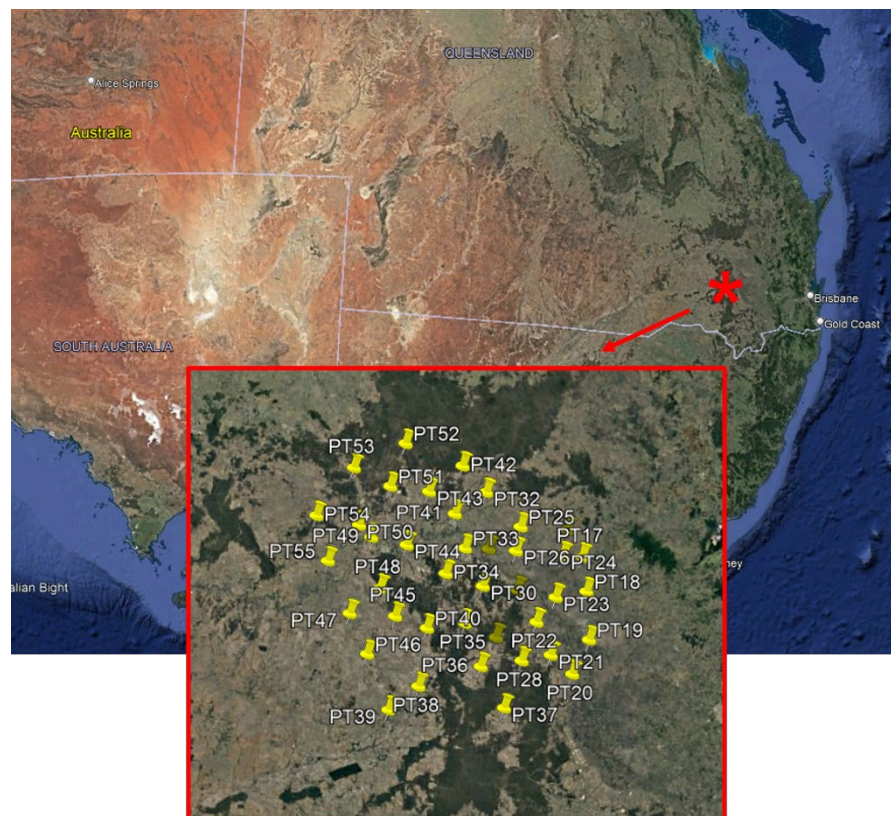 QUEENSLAND
Alice Springs
Australia
*
Brisbane
Gold Coast
SOUTH AUSTRALIA
PT52
PT53
PT42
PT51
PT32
PT43
PT54
PT41
PT25
PT49
PT50
PT33
PT17
PT55
PT44
PT26
PT24
PT48
PT34
PT30
PT18
PT45
PT23
PT47
PT40
PT19
PT46
PT35
PT22
PT36
PT21
PT28
PT20
PT38
PT39
PT37
ney
alian Bight